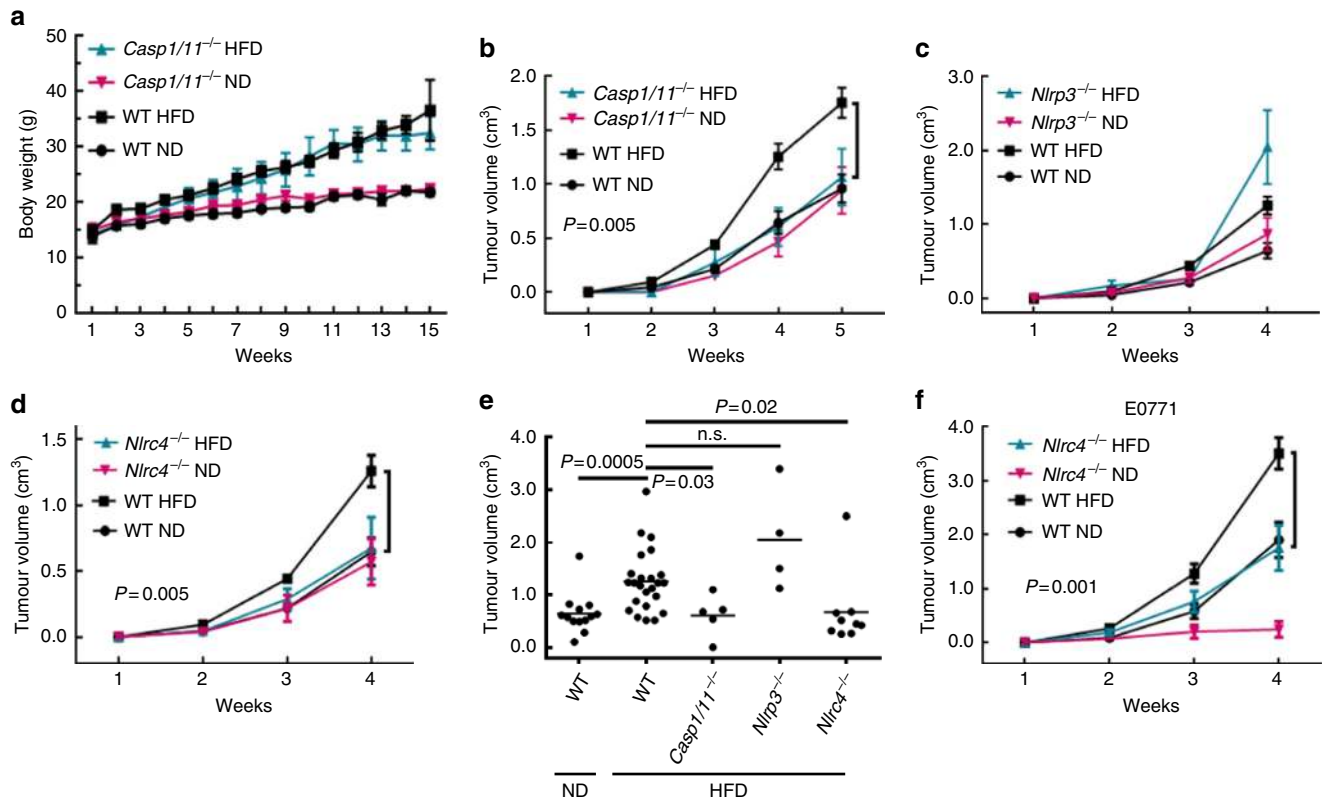 a
Casp1/11⁻/⁻ HFD
Casp1/11⁻/⁻ ND
WT HFD
WT ND
Body weight (g)
50
40
30
20
10
0
1 3 5 7 9 11 13 15
Weeks
b
Casp1/11⁻/⁻ HFD
Casp1/11⁻/⁻ ND
WT HFD
WT ND
P=0.005
Tumour volume (cm³)
2.0
1.5
1.0
0.5
0.0
1 2 3 4 5
Weeks
c
Nlrp3⁻/⁻ HFD
Nlrp3⁻/⁻ ND
WT HFD
WT ND
Tumour volume (cm³)
3.0
2.0
1.0
0.0
1 2 3 4
Weeks
d
Nlrc4⁻/⁻ HFD
Nlrc4⁻/⁻ ND
WT HFD
WT ND
P=0.005
Tumour volume (cm³)
1.5
1.0
0.5
0.0
1 2 3 4
Weeks
e
P=0.02
n.s.
P=0.0005
P=0.03
Tumour volume (cm³)
4.0
3.0
2.0
1.0
0.0
WT
WT
Casp1/11⁻/⁻
Nlrp3⁻/⁻
Nlrc4⁻/⁻
ND HFD
f
E0771
Nlrc4⁻/⁻ HFD
Nlrc4⁻/⁻ ND
WT HFD
WT ND
P=0.001
Tumour volume (cm³)
4.0
3.0
2.0
1.0
0.0
1 2 3 4
Weeks